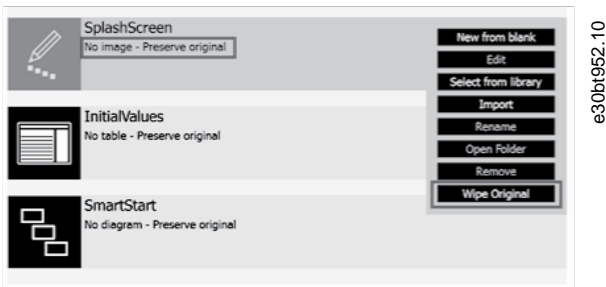 SplashScreen
No image - Preserve original
New from blank
Edit
Select from library
Import
Rename
Open Folder
Remove
Wipe Original
InitialValues
No table - Preserve original
SmartStart
No diagram - Preserve original
e30bt952.10